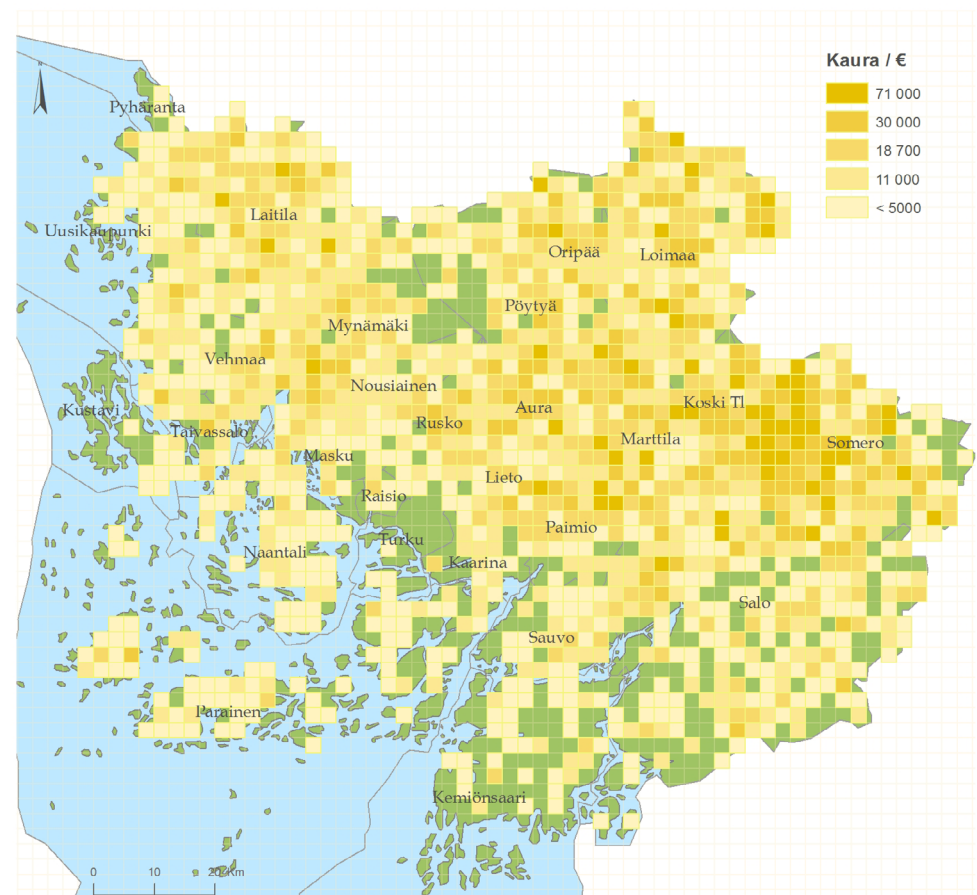 N
Kaura / €
71 000
30 000
18 700
11 000
< 5000
Pyhäranta
Laitila
Uusikaupunki
Oripää
Loimaa
Pöytyä
Mynämäki
Vehmaa
Nousiainen
Koski Tl
Kustavi
Aura
Rusko
Taivassalo
Marttila
Somero
Masku
Lieto
Raisio
Paimio
Turku
Naantali
Kaarina
Salo
Sauvo
Parainen
Kemiönsaari
0 10 20 Km